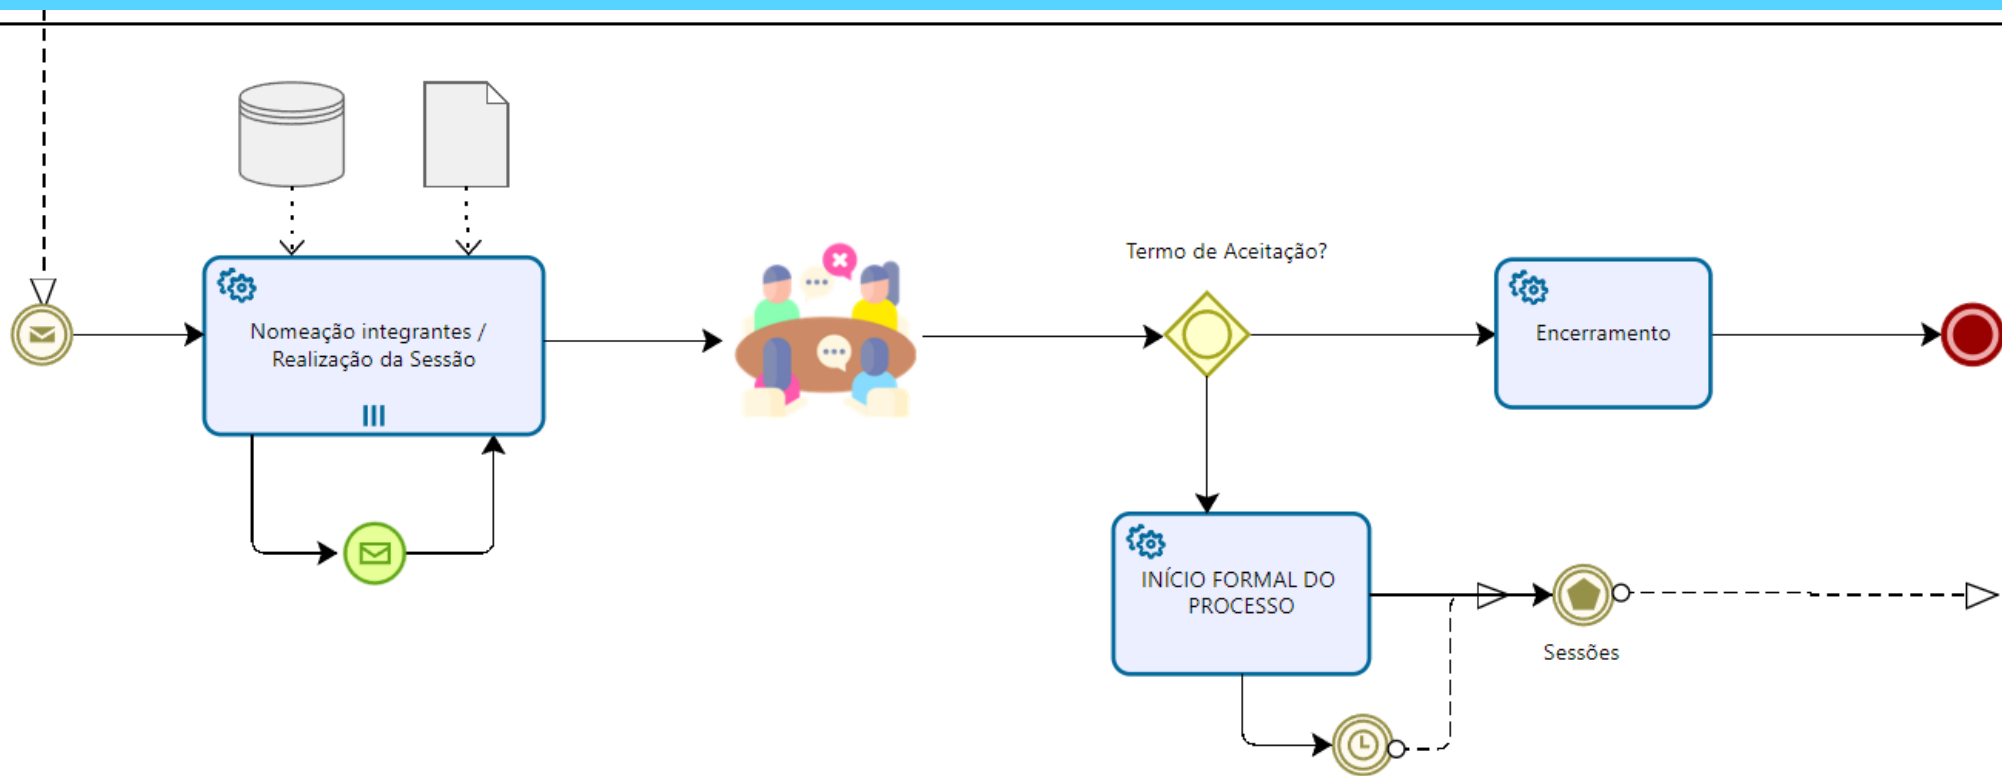 Termo de Aceitação?
Nomeação integrantes /
Realização da Sessão
Encerramento
INÍCIO FORMAL DO
PROCESSO
Sessões